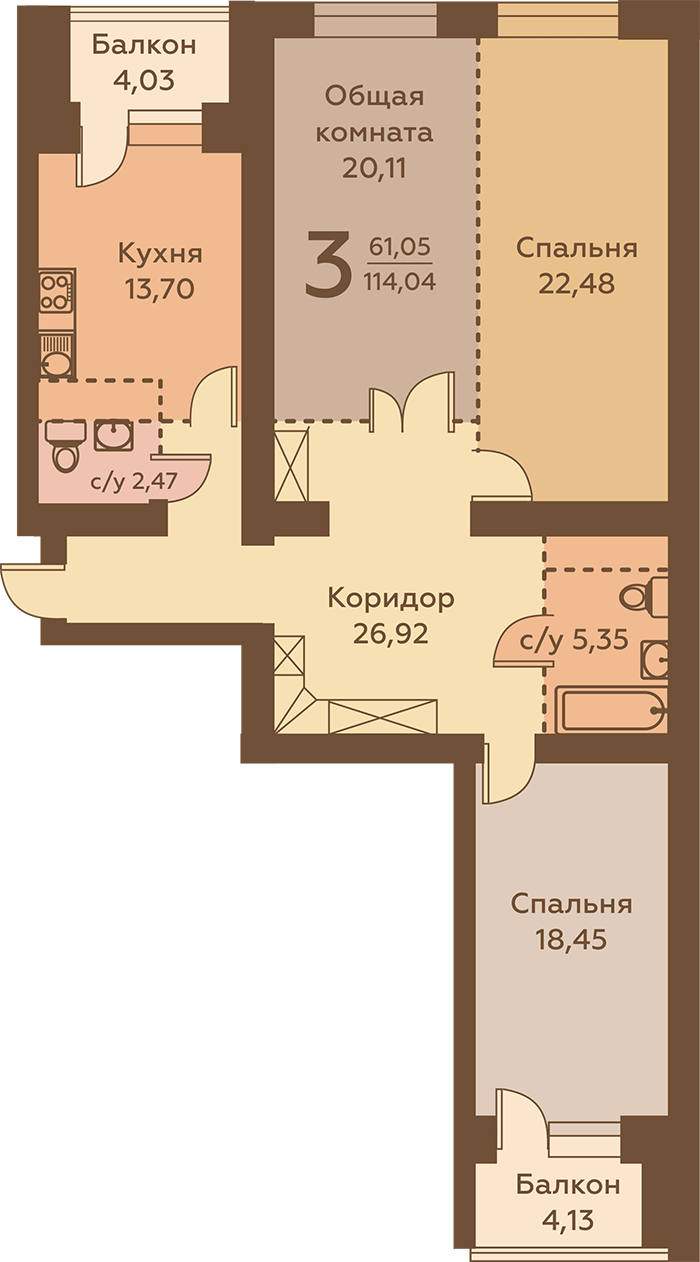 Балкон
4,03
Общая
комната
20,11
3
61,05
114,04
Кухня
13,70
Спальня
22,48
с/у 2,47
Коридор
26,92
с/у 5,35
Спальня
18,45
Балкон
4,13